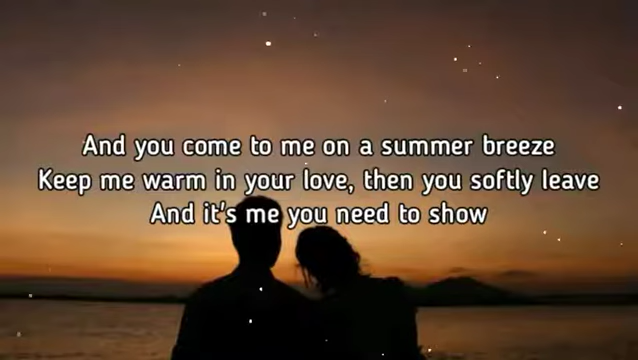 And you come to me on a summer breeze
Keep me warm in your love, then you softly leave
And it's me you need to show